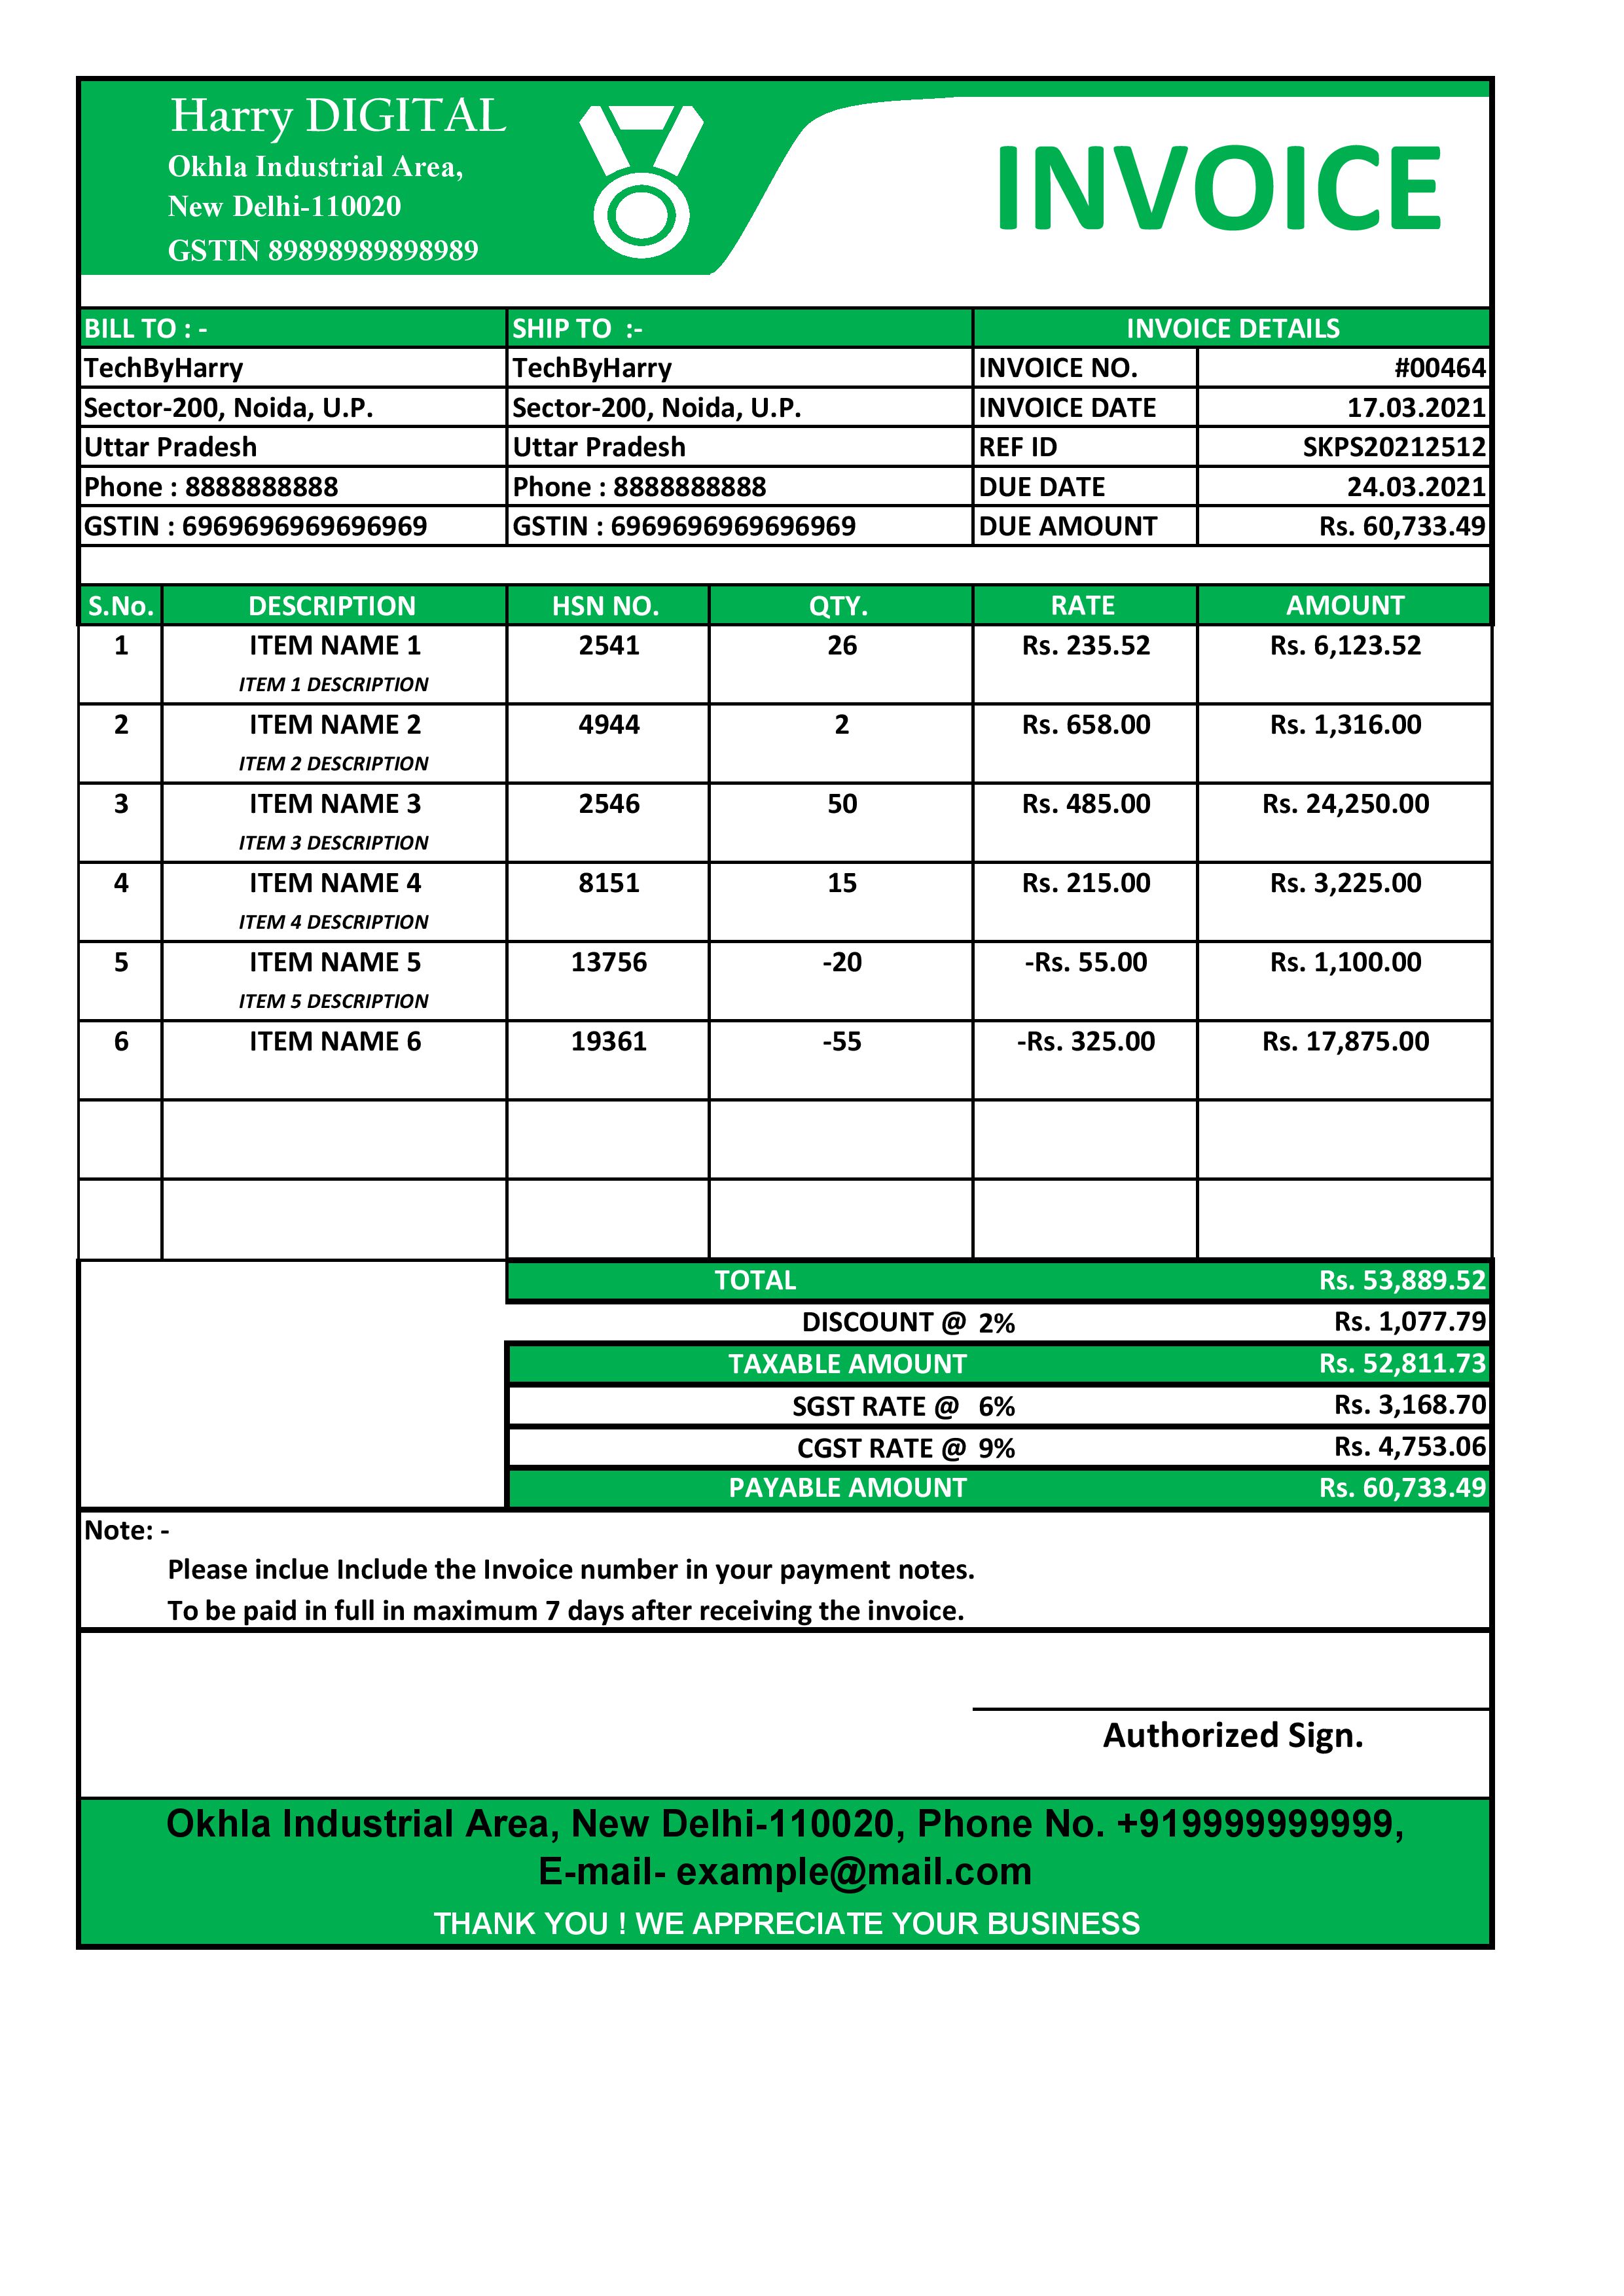 Harry DIGITAL
Okhla Industrial Area,
New Delhi-110020
GSTIN 89898989898989
INVOICE
BILL TO : - SHIP TO :- INVOICE DETAILS
TechByHarry TechByHarry INVOICE NO. #00464
Sector-200, Noida, U.P. Sector-200, Noida, U.P. INVOICE DATE 17.03.2021
Uttar Pradesh Uttar Pradesh REF ID SKPS20212512
Phone : 8888888888 Phone : 8888888888 DUE DATE 24.03.2021
GSTIN : 6969696969696969 GSTIN : 6969696969696969 DUE AMOUNT Rs. 60,733.49
S.No. DESCRIPTION HSN NO. QTY. RATE AMOUNT
1 ITEM NAME 1 2541 26 Rs. 235.52 Rs. 6,123.52
ITEM 1 DESCRIPTION
2 ITEM NAME 2 4944 2 Rs. 658.00 Rs. 1,316.00
ITEM 2 DESCRIPTION
3 ITEM NAME 3 2546 50 Rs. 485.00 Rs. 24,250.00
ITEM 3 DESCRIPTION
4 ITEM NAME 4 8151 15 Rs. 215.00 Rs. 3,225.00
ITEM 4 DESCRIPTION
5 ITEM NAME 5 13756 -20 -Rs. 55.00 Rs. 1,100.00
ITEM 5 DESCRIPTION
6 ITEM NAME 6 19361 -55 -Rs. 325.00 Rs. 17,875.00
TOTAL Rs. 53,889.52
DISCOUNT @ 2% Rs. 1,077.79
TAXABLE AMOUNT Rs. 52,811.73
SGST RATE @ 6% Rs. 3,168.70
CGST RATE @ 9% Rs. 4,753.06
PAYABLE AMOUNT Rs. 60,733.49
Note: -
Please inclue Include the Invoice number in your payment notes.
To be paid in full in maximum 7 days after receiving the invoice.
Authorized Sign.
Okhla Industrial Area, New Delhi-110020, Phone No. +919999999999,
E-mail- example@mail.com
THANK YOU ! WE APPRECIATE YOUR BUSINESS